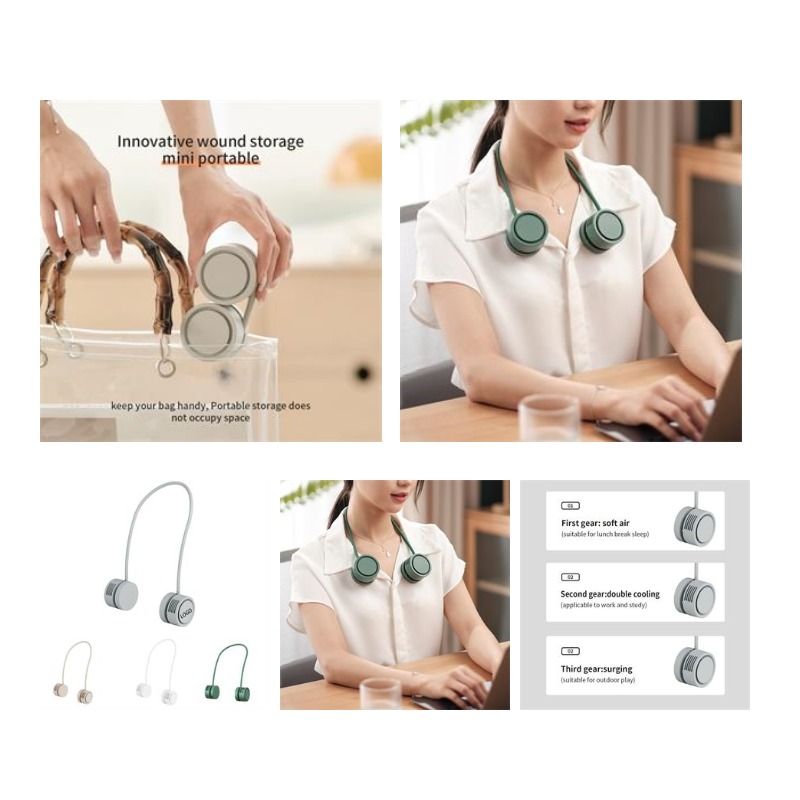 Innovative wound storage
mini portable
keep your bag handy, Portable storage does
not occupy space
LOGO
01
First gear: soft air
(suitable for lunch break sleep)
02
Second gear:double cooling
(applicable to work and study)
02
Third gear:surging
(suitable for outdoor play)